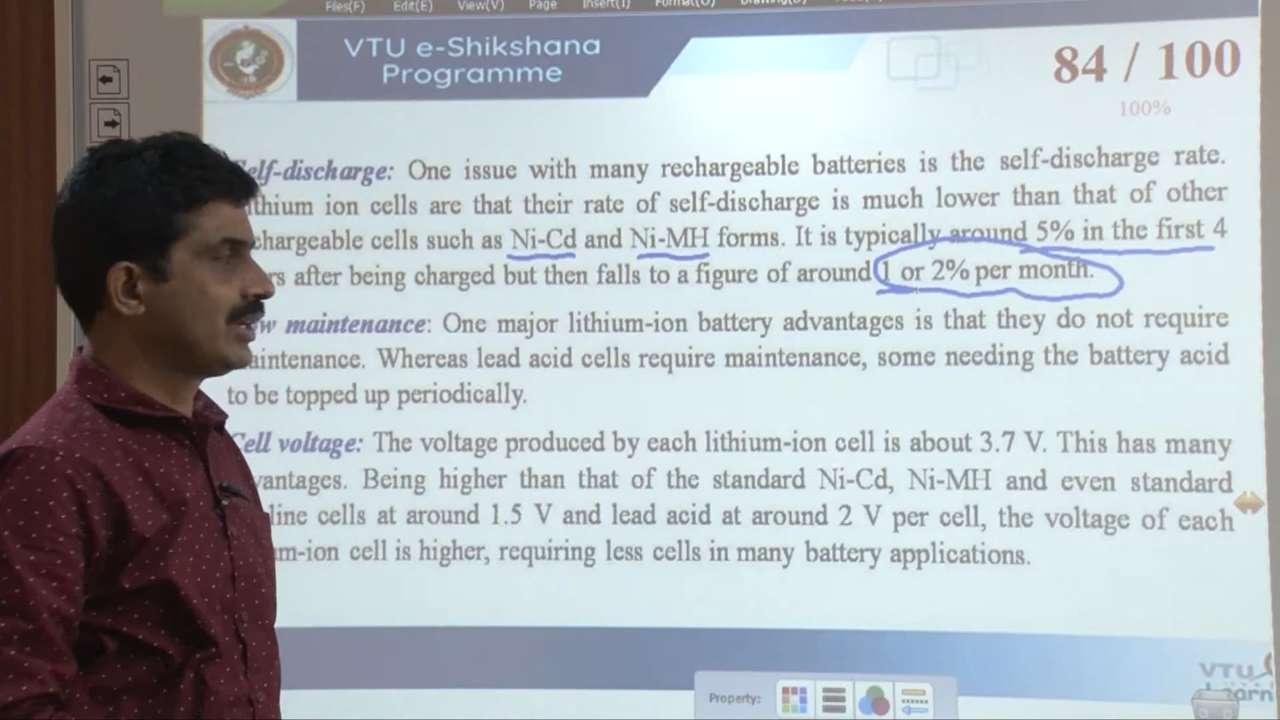 Files(F) Edit(E) View(V) Page Insert(I) Format(O)
VTU e-Shikshana
Programme
84 / 100
100%
elf-discharge: One issue with many rechargeable batteries is the self-discharge rate.
thium ion cells are that their rate of self-discharge is much lower than that of other
chargeable cells such as Ni-Cd and Ni-MH forms. It is typically around 5% in the first 4
rs after being charged but then falls to a figure of around 1 or 2% per month.
w maintenance: One major lithium-ion battery advantages is that they do not require
aintenance. Whereas lead acid cells require maintenance, some needing the battery acid
to be topped up periodically.
Cell voltage: The voltage produced by each lithium-ion cell is about 3.7 V. This has many
vantages. Being higher than that of the standard Ni-Cd, Ni-MH and even standard
line cells at around 1.5 V and lead acid at around 2 V per cell, the voltage of each
m-ion cell is higher, requiring less cells in many battery applications.
VTU
Property: